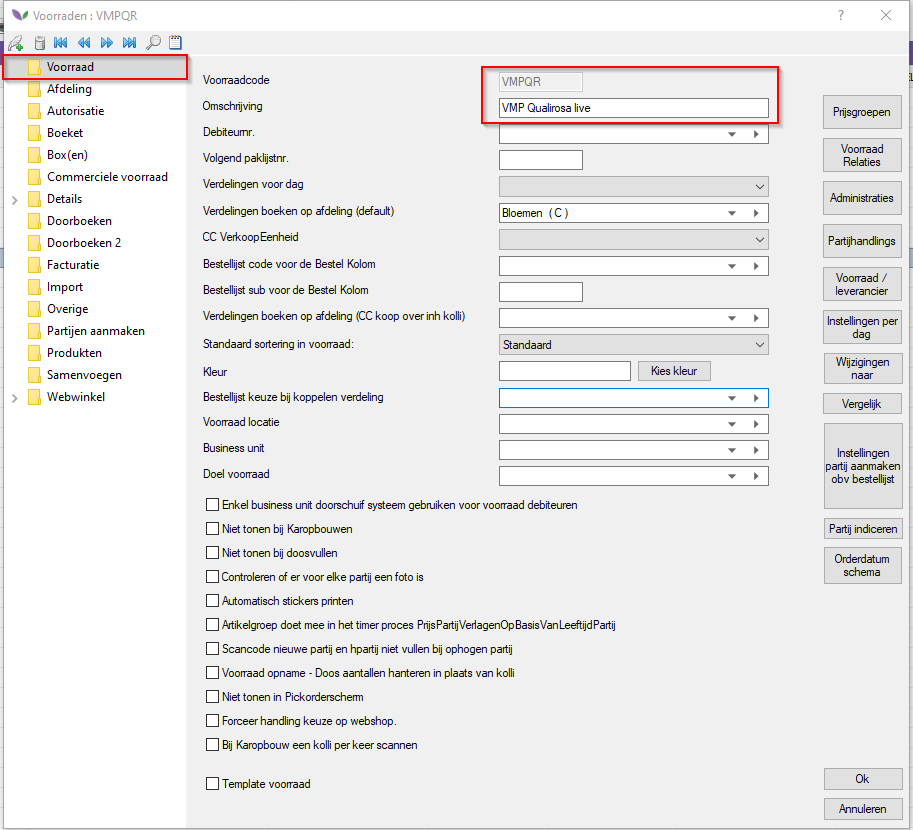 Voorraden : VMPQR
?
Voorraad
Afdeling
Autorisatie
Boeket
Box(en)
Commerciele voorraad
Details
Doorboeken
Doorboeken 2
Facturatie
Import
Overige
Partijen aanmaken
Produkten
Samenvoegen
Webwinkel
Voorraadcode
VMPQR
Omschrijving
VMP Qualirosa live
Debiteurnr.
Volgend paklijstnr.
Verdelingen voor dag
Verdelingen boeken op afdeling (default)
Bloemen ( C )
CC VerkoopEenheid
Bestellijst code voor de Bestel Kolom
Bestellijst sub voor de Bestel Kolom
Verdelingen boeken op afdeling (CC koop over inh kolli)
Standaard sortering in voorraad:
Standaard
Kleur
Kies kleur
Bestellijst keuze bij koppelen verdeling
Voorraad locatie
Business unit
Doel voorraad
Enkel business unit doorschuif systeem gebruiken voor voorraad debiteuren
Niet tonen bij Karopbouwen
Niet tonen bij doosvullen
Controleren of er voor elke partij een foto is
Automatisch stickers printen
Artikelgroep doet mee in het timer proces PrijsPartijVerlagenOpBasisVanLeeftijdPartij
Scancode nieuwe partij en hpartij niet vullen bij ophogen partij
Voorraad opname - Doos aantallen hanteren in plaats van kolli
Niet tonen in Pickorderscherm
Forceer handling keuze op webshop.
Bij Karopbouw een kolli per keer scannen
Template voorraad
Prijsgroepen
Voorraad
Relaties
Administraties
Partijhandlings
Voorraad /
leverancier
Instellingen per
dag
Wijzigingen
naar
Vergelijk
Instellingen
partij aanmaken
obv bestellijst
Partij indiceren
Orderdatum
schema
Ok
Annuleren